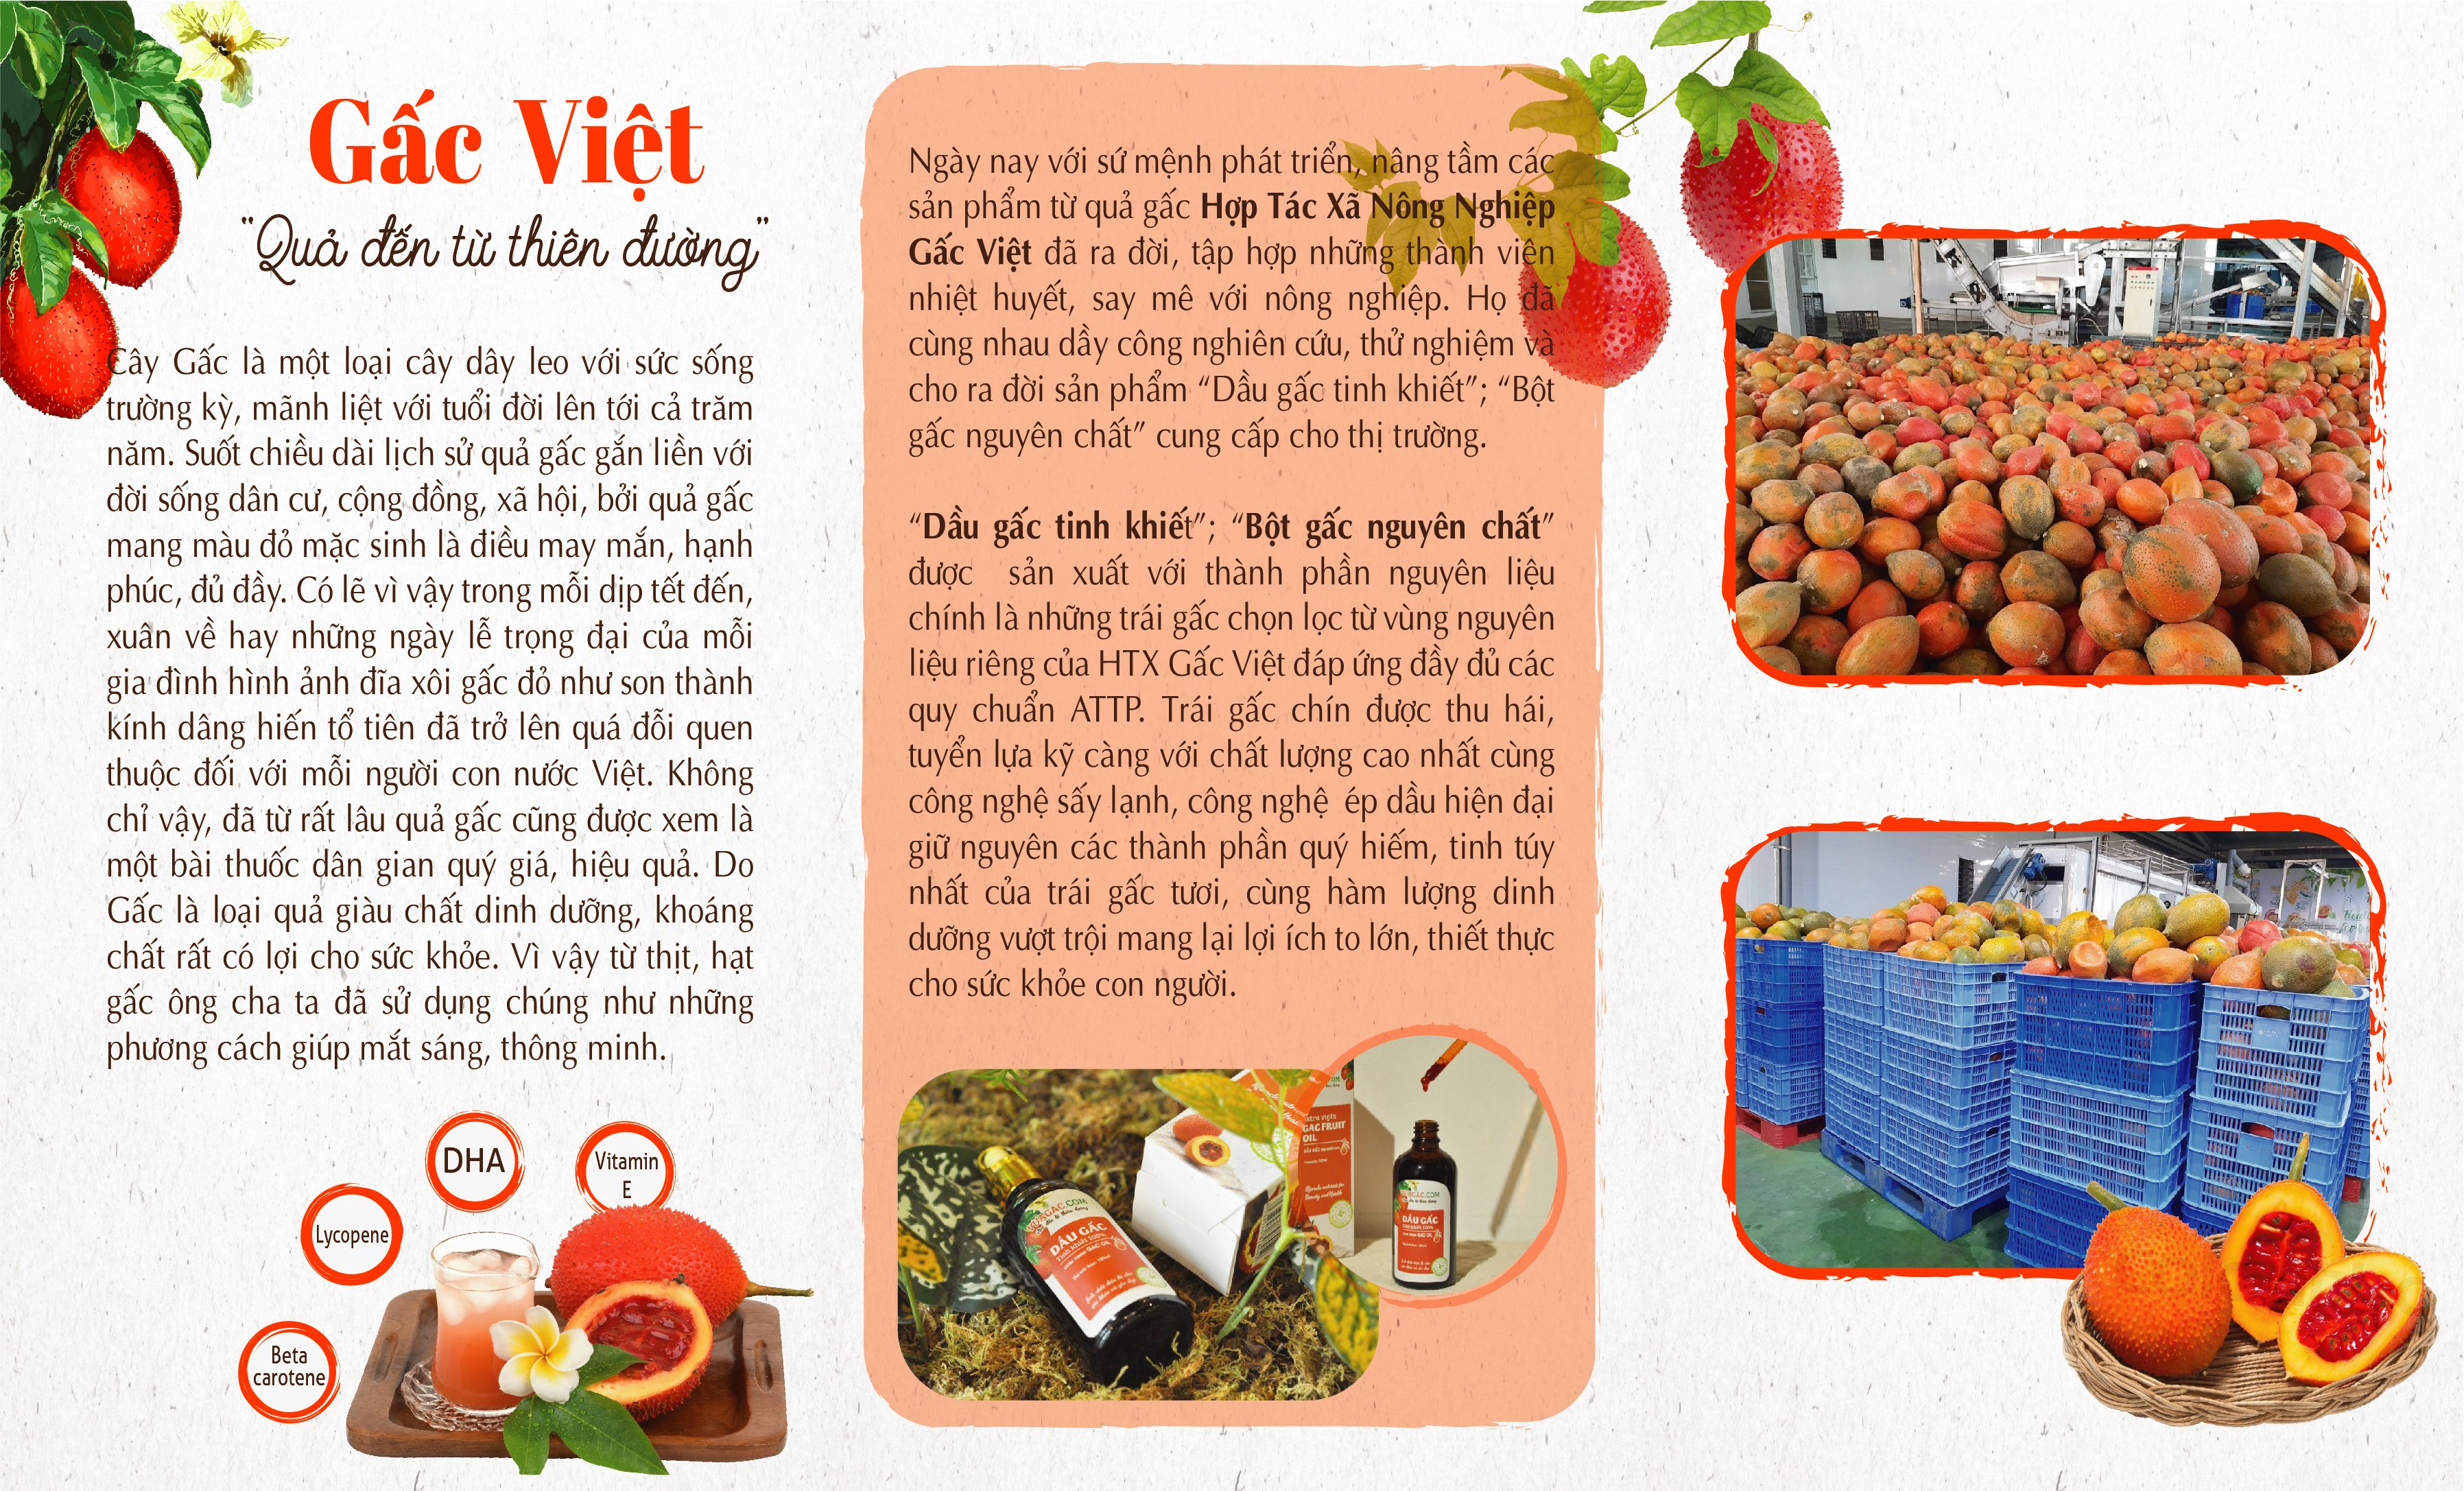 Gấc Việt
“Quả đến từ thiên đường”
Cây Gấc là một loại cây dây leo với sức sống
trường kỳ, mãnh liệt với tuổi đời lên tới cả trăm
năm. Suốt chiều dài lịch sử quả gấc gắn liền với
đời sống dân cư, cộng đồng, xã hội, bởi quả gấc
mang màu đỏ mặc sinh là điều may mắn, hạnh
phúc, đủ đầy. Có lẽ vì vậy trong mỗi dịp tết đến,
xuân về hay những ngày lễ trọng đại của mỗi
gia đình hình ảnh đĩa xôi gấc đỏ như son thành
kính dâng hiến tổ tiên đã trở lên quá đỗi quen
thuộc đối với mỗi người con nước Việt. Không
chỉ vậy, đã từ rất lâu quả gấc cũng được xem là
một bài thuốc dân gian quý giá, hiệu quả. Do
Gấc là loại quả giàu chất dinh dưỡng, khoáng
chất rất có lợi cho sức khỏe. Vì vậy từ thịt, hạt
gấc ông cha ta đã sử dụng chúng như những
phương cách giúp mắt sáng, thông minh.
DHA
Vitamin
E
Lycopene
Beta
carotene
Ngày nay với sứ mệnh phát triển, nâng tầm các
sản phẩm từ quả gấc Hợp Tác Xã Nông Nghiệp
Gấc Việt đã ra đời, tập hợp những thành viên
nhiệt huyết, say mê với nông nghiệp. Họ đã
cùng nhau dầy công nghiên cứu, thử nghiệm và
cho ra đời sản phẩm “Dầu gấc tinh khiết”; “Bột
gấc nguyên chất” cung cấp cho thị trường.
“Dầu gấc tinh khiết”; “Bột gấc nguyên chất”
được sản xuất với thành phần nguyên liệu
chính là những trái gấc chọn lọc từ vùng nguyên
liệu riêng của HTX Gấc Việt đáp ứng đầy đủ các
quy chuẩn ATTP. Trái gấc chín được thu hái,
tuyển lựa kỹ càng với chất lượng cao nhất cùng
công nghệ sấy lạnh, công nghệ ép dầu hiện đại
giữ nguyên các thành phần quý hiếm, tinh túy
nhất của trái gấc tươi, cùng hàm lượng dinh
dưỡng vượt trội mang lại lợi ích to lớn, thiết thực
cho sức khỏe con người.
DẦU GẤC
TINH KHIẾT 100%
GAC FRUIT
OIL
DẦU GẤC
TINH KHIẾT 100%